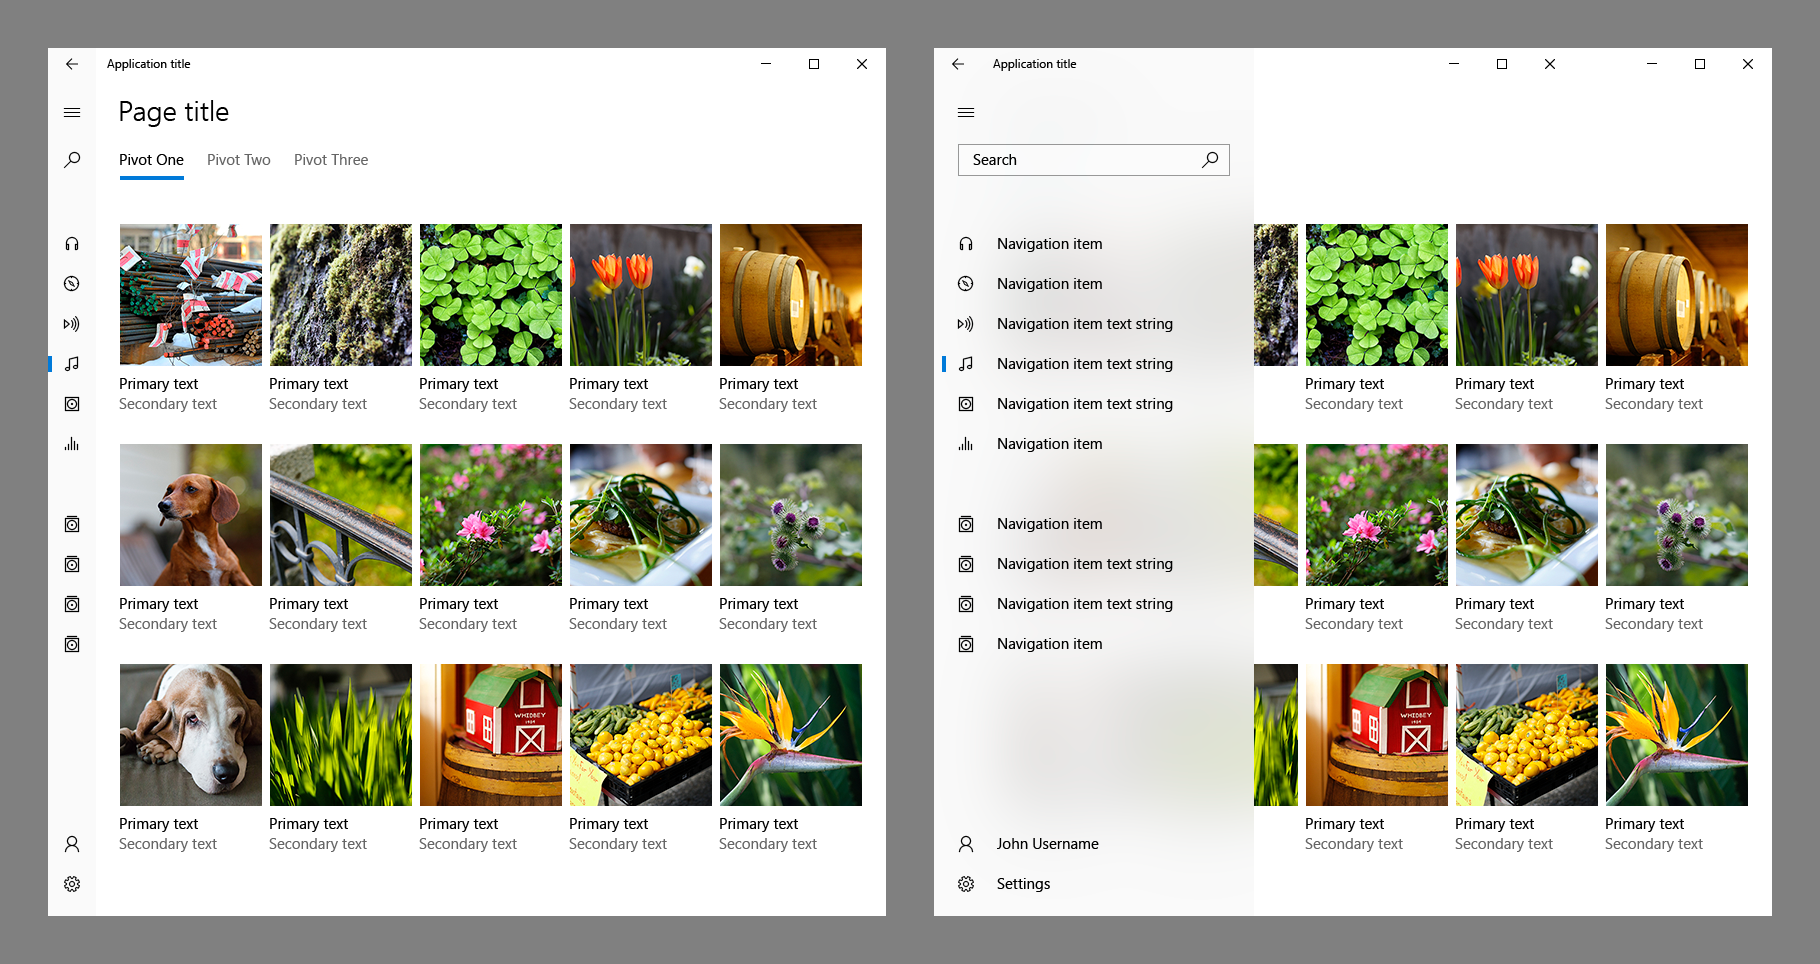 Application title
Page title
Pivot One Pivot Two Pivot Three
Primary text Primary text Primary text Primary text Primary text
Secondary text Secondary text Secondary text Secondary text Secondary text
Primary text Primary text Primary text Primary text Primary text
Secondary text Secondary text Secondary text Secondary text Secondary text
WHIDBEY
Primary text Primary text Primary text Primary text Primary text
Secondary text Secondary text Secondary text Secondary text Secondary text
Application title
Search
Navigation item
Navigation item
Navigation item text string
Navigation item text string
Navigation item text string
Navigation item
Navigation item
Navigation item text string
Navigation item text string
Navigation item
John Username
Settings
Primary text Primary text Primary text
Secondary text Secondary text Secondary text
Primary text Primary text Primary text
Secondary text Secondary text Secondary text
WHIDBEY
Primary text Primary text Primary text
Secondary text Secondary text Secondary text